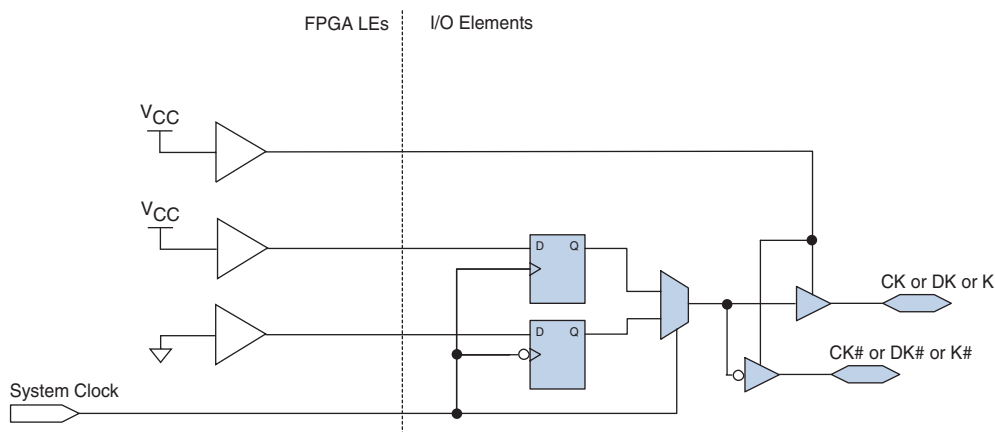 FPGA LEs
I/O Elements
VCC
VCC
D Q
CK or DK or K
D Q
CK# or DK# or K#
System Clock